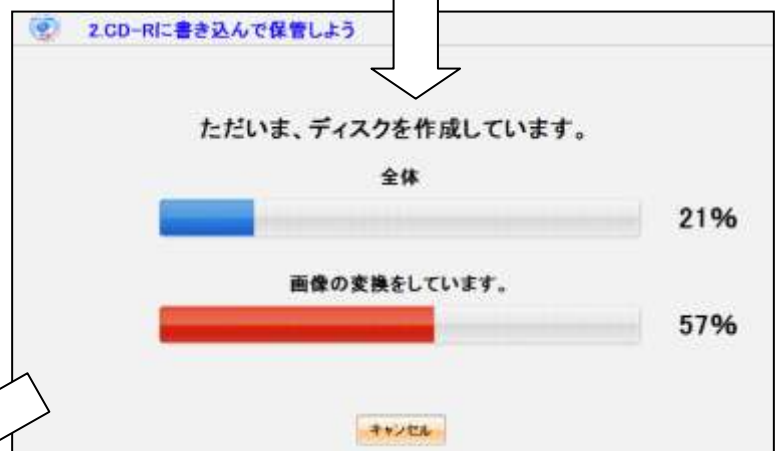 2.CD-Rに書き込んで保管しよう
ただいま、ディスクを作成しています。
全体
21%
画像の変換をしています。
57%
キャンセル